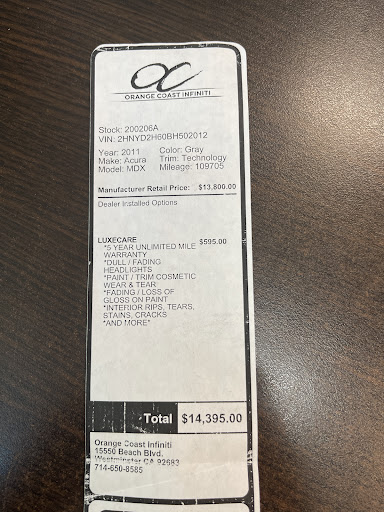 OC
ORANGE COAST INFINITI
Stock: 200206A
VIN: 2HNYD2H60BH502012
Year: 2011 Color: Gray
Make: Acura Trim: Technology
Model: MDX Mileage: 109705
Manufacturer Retail Price: $13,800.00
Dealer Installed Options
LUXECARE $595.00
*5 YEAR UNLIMITED MILE
WARRANTY
*DULL / FADING
HEADLIGHTS
*PAINT / TRIM COSMETIC
WEAR & TEAR
*FADING / LOSS OF
GLOSS ON PAINT
*INTERIOR RIPS, TEARS,
STAINS, CRACKS
*AND MORE*
Total $14,395.00
Orange Coast Infiniti
15550 Beach Blvd.
Westminster CA 92683
714-650-8585